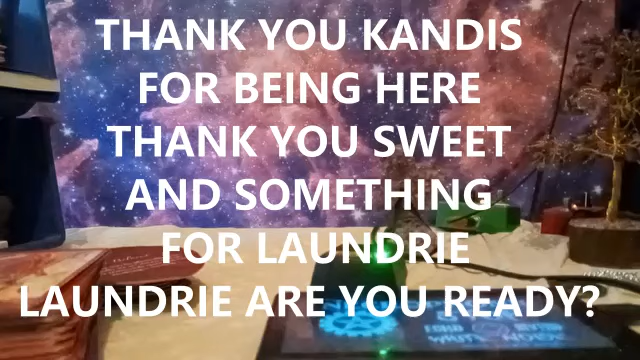 THANK YOU KANDIS
FOR BEING HERE
THANK YOU SWEET
AND SOMETHING
FOR LAUNDRIE
LAUNDRIE ARE YOU READY?